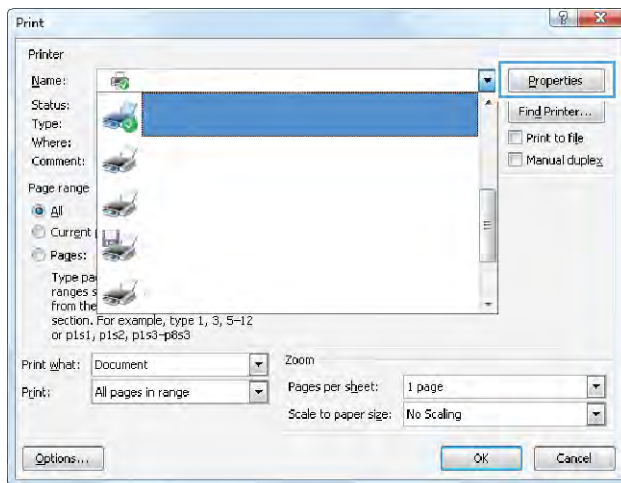 Print
Printer
Name:
Properties
Status:
Find Printer...
Type:
Print to file
Where:
Comment:
Manual duplex
Page range
All
Current
Pages:
Type
ranges
from the
section. For example, type 1, 3, 5–12
or p1s1, p1s2, p1s3–p8s3
Print what: Document
Zoom
Pages per sheet: 1 page
Print: All pages in range
Scale to paper size: No Scaling
Options...
OK
Cancel